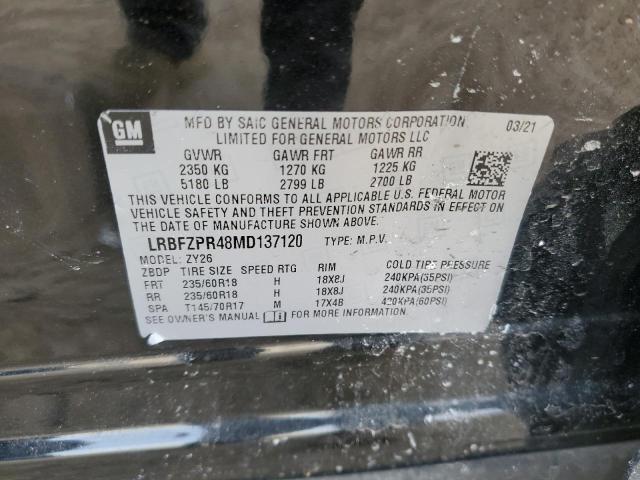 GM
MFD BY SAIC GENERAL MOTORS CORPORATION 03/21
LIMITED FOR GENERAL MOTORS LLC
GVWR GAWR FRT GAWR RR
2350 KG 1270 KG 1225 KG
5180 LB 2799 LB 2700 LB
THIS VEHICLE CONFORMS TO ALL APPLICABLE U.S. FEDERAL MOTOR
VEHICLE SAFETY AND THEFT PREVENTION STANDARDS IN EFFECT ON
THE DATE OF MANUFACTURE SHOWN ABOVE.
LRBFZPR48MD137120 TYPE: M.P.V.
MODEL: ZY26
ZBDP TIRE SIZE SPEED RTG RIM COLD TIRE PRESSURE
FRT 235/60R18 H 18X8J 240KPA(35PSI)
RR 235/60R18 H 18X8J 240KPA(35PSI)
SPA T145/70R17 M 17X4B 420KPA(60PSI)
SEE OWNER'S MANUAL FOR MORE INFORMATION